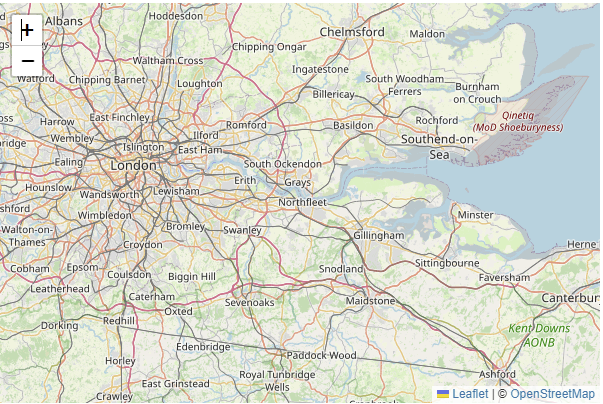 Hoddesdon
Albans
+
−
Chelmsford
Maldon
Chipping Ongar
Waltham Cross
Ingatestone
Watford
Chipping Barnet
Loughton
South Woodham
Ferrers
Burnham
on Crouch
Billericay
Harrow
East Finchley
Romford
Basildon
Rochford
Qinetiq
(MoD Shoeburyness)
Wembley
Ilford
Islington
East Ham
Southend-on-
Sea
Ealing
London
South Ockendon
Hounslow
Wandsworth
Lewisham
Erith
Grays
Northfleet
Wimbledon
Minster
Walton-on-
Thames
Bromley
Swanley
Gillingham
Croydon
Herne
Cobham
Epsom
Coulsdon
Biggin Hill
Snodland
Sittingbourne
Faversham
Leatherhead
Caterham
Oxted
Sevenoaks
Maidstone
Canterbury
Dorking
Redhill
Kent Downs
AONB
Edenbridge
Paddock Wood
Horley
East Grinstead
Royal Tunbridge
Wells
Ashford
Crawley
Leaflet | © OpenStreetMap